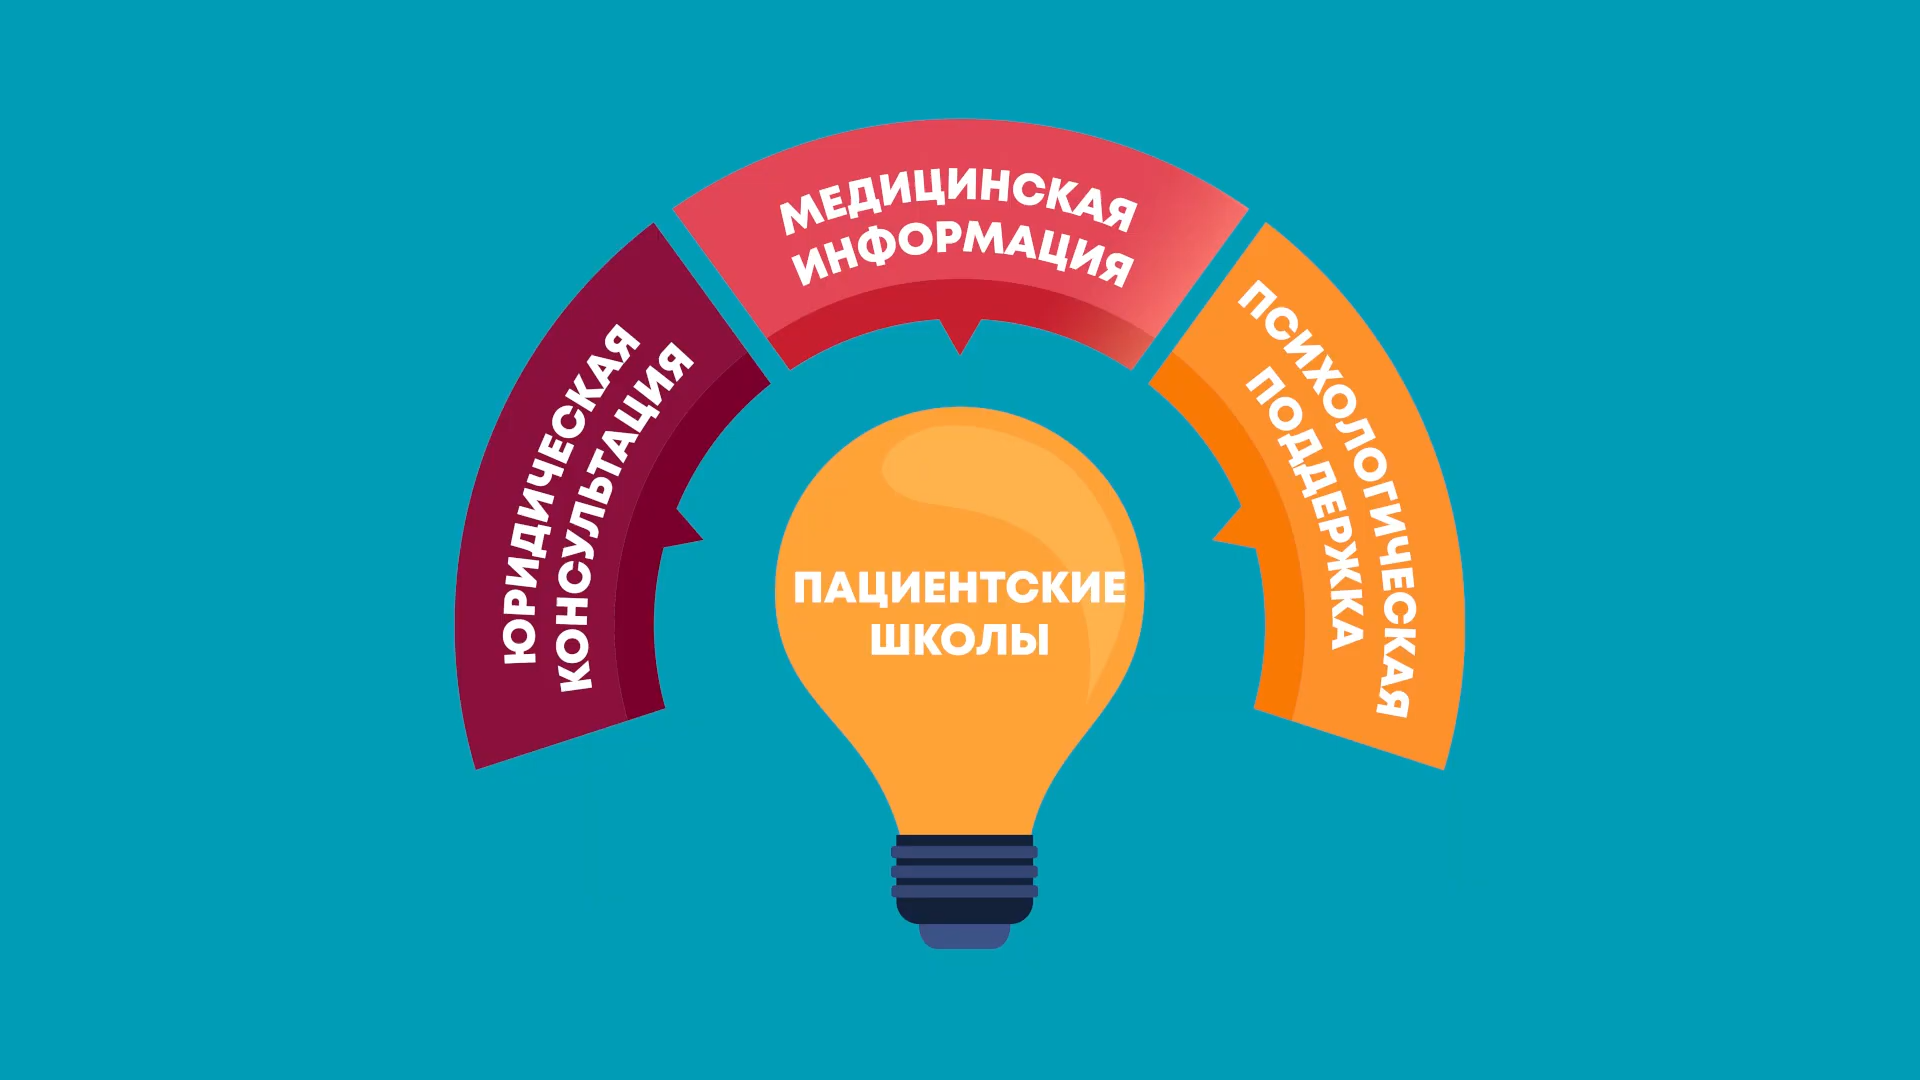 МЕДИЦИНСКАЯ
ИНФОРМАЦИЯ
ЮРИДИЧЕСКАЯ
КОНСУЛЬТАЦИЯ
ПСИХОЛОГИЧЕСКАЯ
ПОДДЕРЖКА
ПАЦИЕНТСКИЕ
ШКОЛЫ